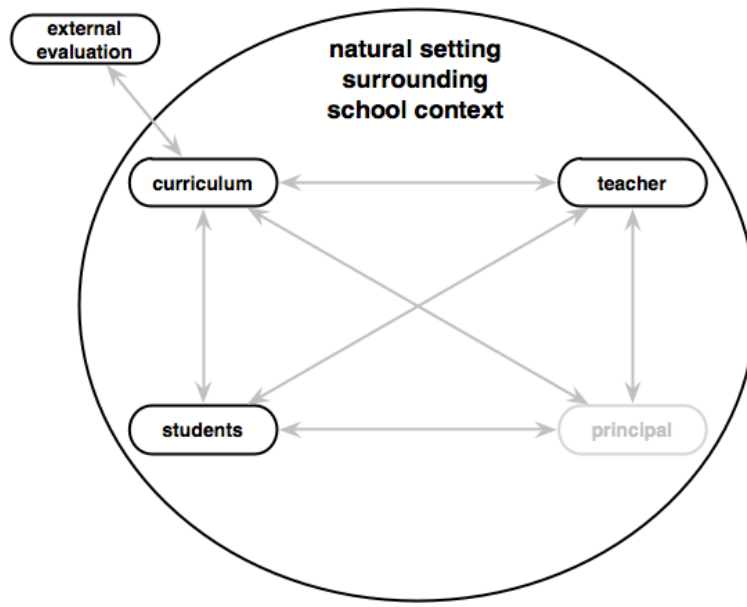 external
evaluation
natural setting
surrounding
school context
curriculum
teacher
students
principal